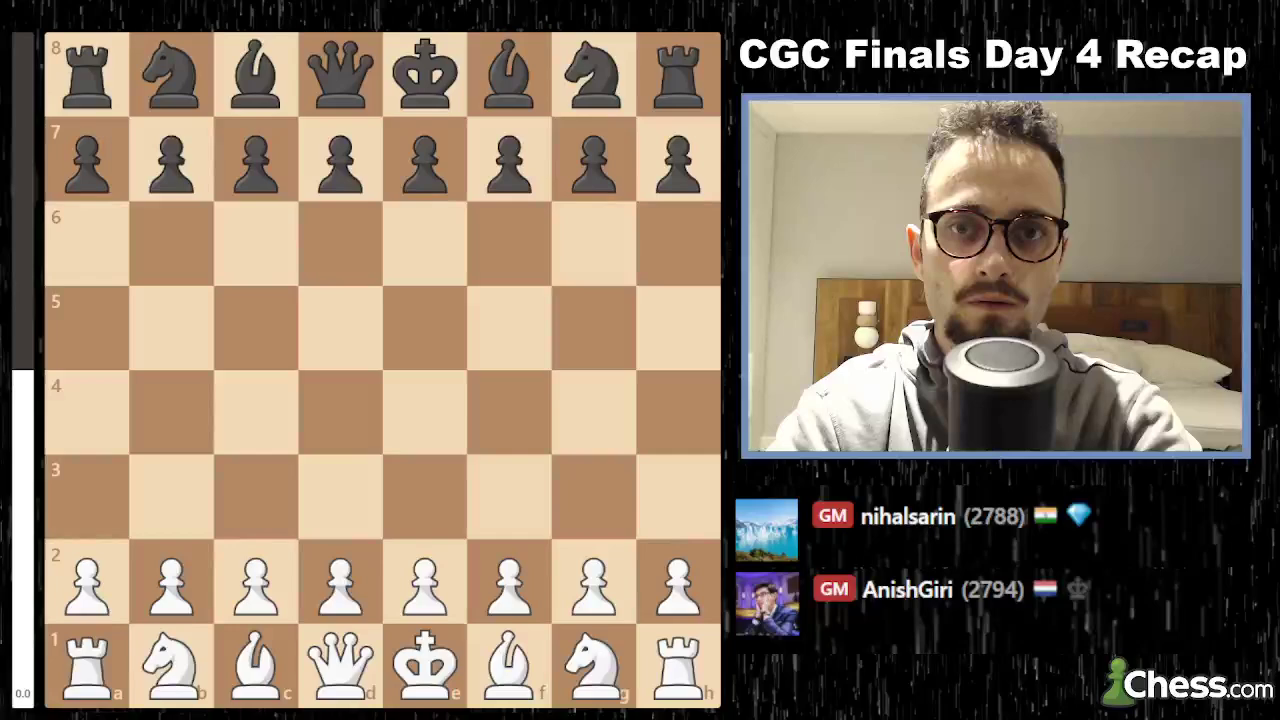 CGC Finals Day 4 Recap
8
7
6
5
4
3
2
1
a b c d e f g h
0.0
GM nihalsarin (2788)
GM AnishGiri (2794)
Chess.com